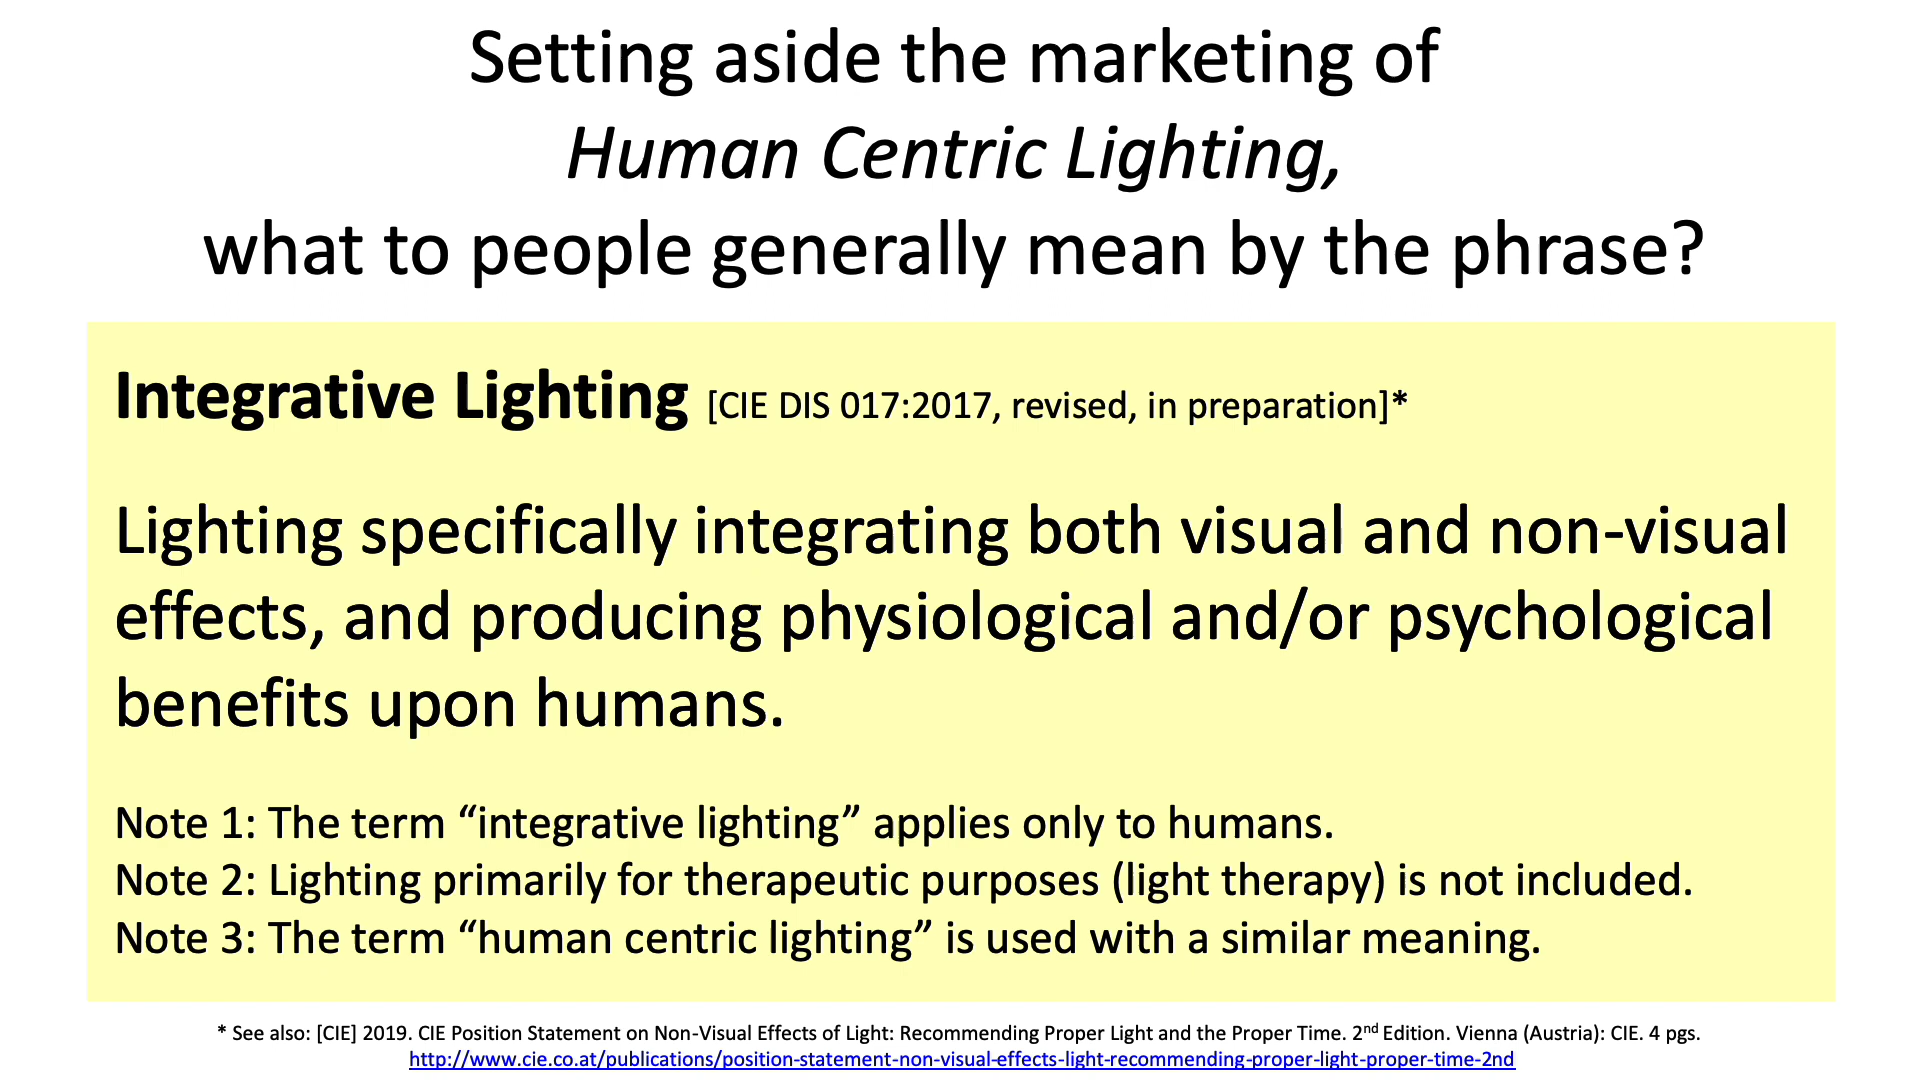 Setting aside the marketing of
Human Centric Lighting,
what to people generally mean by the phrase?
Integrative Lighting [CIE DIS 017:2017, revised, in preparation]*
Lighting specifically integrating both visual and non-visual
effects, and producing physiological and/or psychological
benefits upon humans.
Note 1: The term “integrative lighting” applies only to humans.
Note 2: Lighting primarily for therapeutic purposes (light therapy) is not included.
Note 3: The term “human centric lighting” is used with a similar meaning.
* See also: [CIE] 2019. CIE Position Statement on Non-Visual Effects of Light: Recommending Proper Light and the Proper Time. 2nd Edition. Vienna (Austria): CIE. 4 pgs.
http://www.cie.co.at/publications/position-statement-non-visual-effects-light-recommending-proper-light-proper-time-2nd